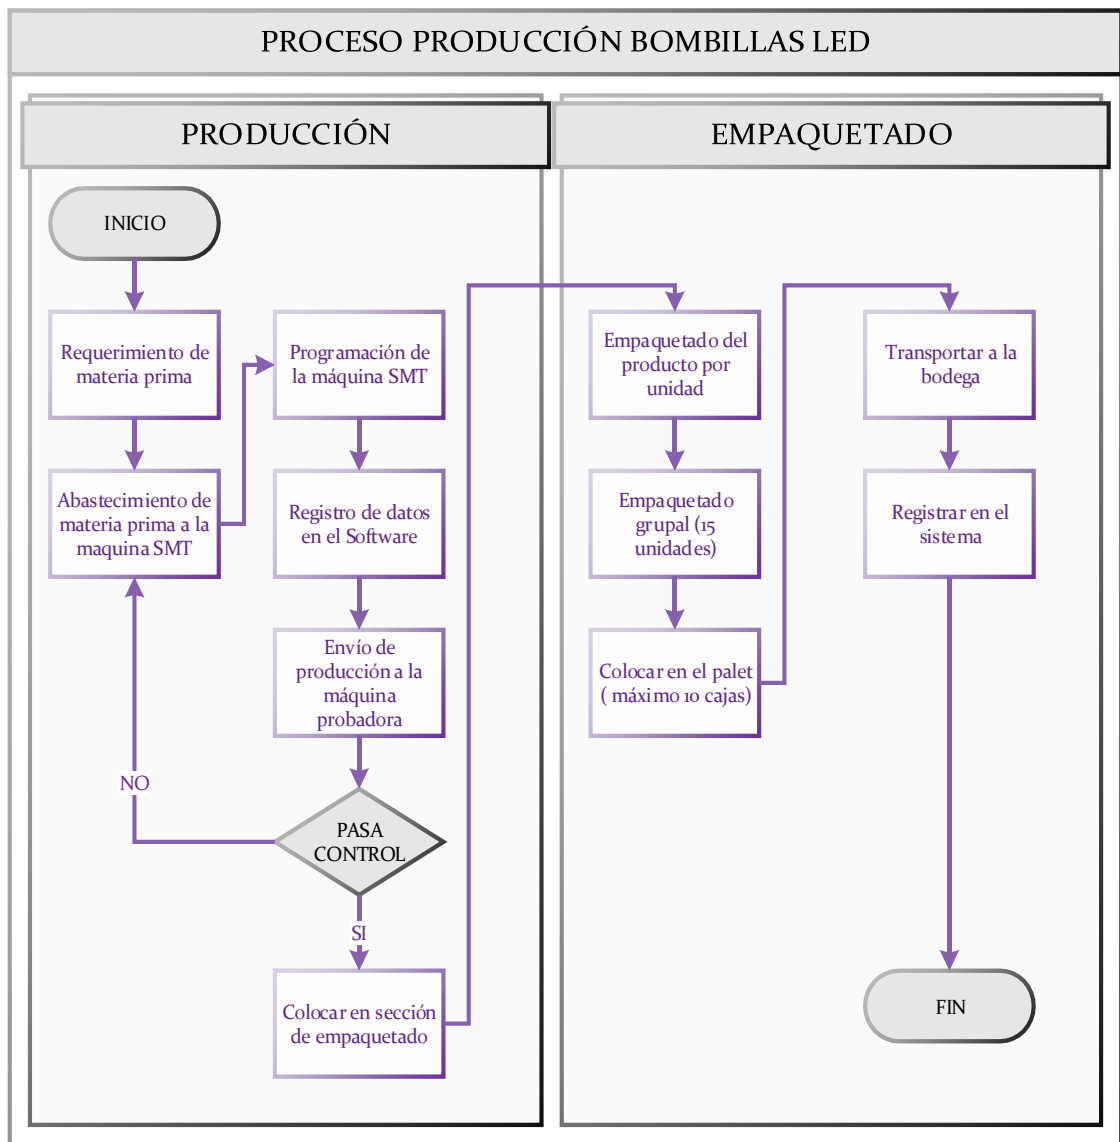 PROCESO PRODUCCIÓN BOMBILLAS LED
PRODUCCIÓN
EMPAQUETADO
INICIO
Requerimiento de
materia prima
Abastecimiento de
materia prima a la
maquina SMT
Programación de
la máquina SMT
Registro de datos
en el Software
Envío de
producción a la
máquina
probadora
PASA
CONTROL
NO
SI
Colocar en sección
de empaquetado
Empaquetado del
producto por
unidad
Empaquetado
grupal (15
unidades)
Colocar en el palet
( máximo 10 cajas)
Transportar a la
bodega
Registrar en el
sistema
FIN